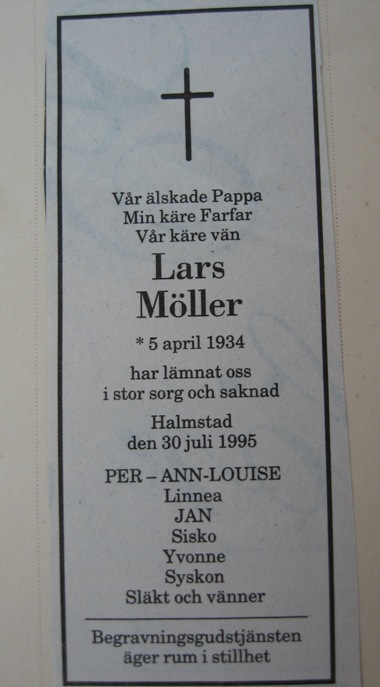 Vår älskade Pappa
Min käre Farfar
Vår käre vän
Lars
Möller
* 5 april 1934
har lämnat oss
i stor sorg och saknad
Halmstad
den 30 juli 1995
PER – ANN-LOUISE
Linnea
JAN
Sisko
Yvonne
Syskon
Släkt och vänner
Begravningsgudstjänsten
äger rum i stillhet